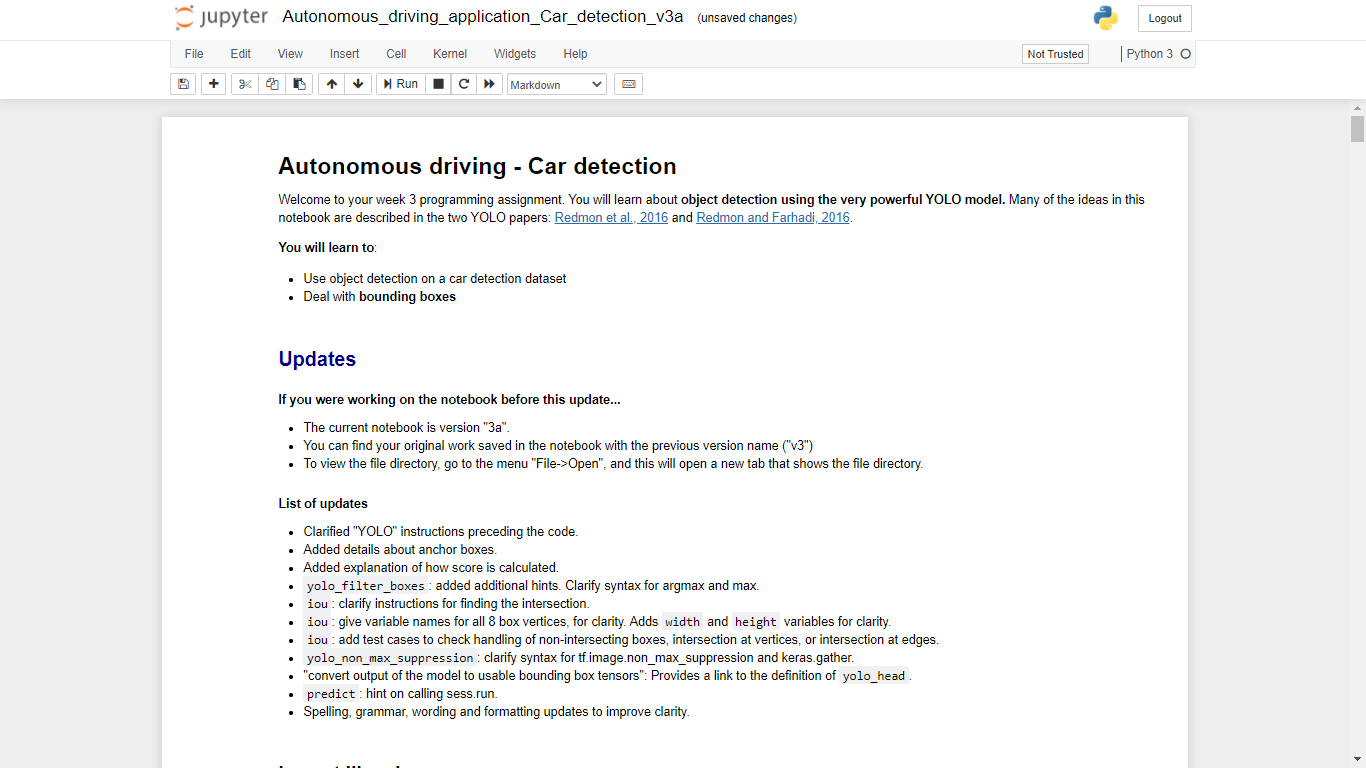 jupyter Autonomous_driving_application_Car_detection_v3a (unsaved changes) Logout
File Edit View Insert Cell Kernel Widgets Help Not Trusted Python 3
Run Markdown
Autonomous driving - Car detection
Welcome to your week 3 programming assignment. You will learn about object detection using the very powerful YOLO model. Many of the ideas in this
notebook are described in the two YOLO papers: Redmon et al., 2016 and Redmon and Farhadi, 2016.
You will learn to:
• Use object detection on a car detection dataset
• Deal with bounding boxes
Updates
If you were working on the notebook before this update...
• The current notebook is version "3a".
• You can find your original work saved in the notebook with the previous version name ("v3")
• To view the file directory, go to the menu "File->Open", and this will open a new tab that shows the file directory.
List of updates
• Clarified "YOLO" instructions preceding the code.
• Added details about anchor boxes.
• Added explanation of how score is calculated.
• yolo_filter_boxes: added additional hints. Clarify syntax for argmax and max.
• iou: clarify instructions for finding the intersection.
• iou: give variable names for all 8 box vertices, for clarity. Adds width and height variables for clarity.
• iou: add test cases to check handling of non-intersecting boxes, intersection at vertices, or intersection at edges.
• yolo_non_max_suppression: clarify syntax for tf.image.non_max_suppression and keras.gather.
• "convert output of the model to usable bounding box tensors": Provides a link to the definition of yolo_head.
• predict: hint on calling sess.run.
• Spelling, grammar, wording and formatting updates to improve clarity.